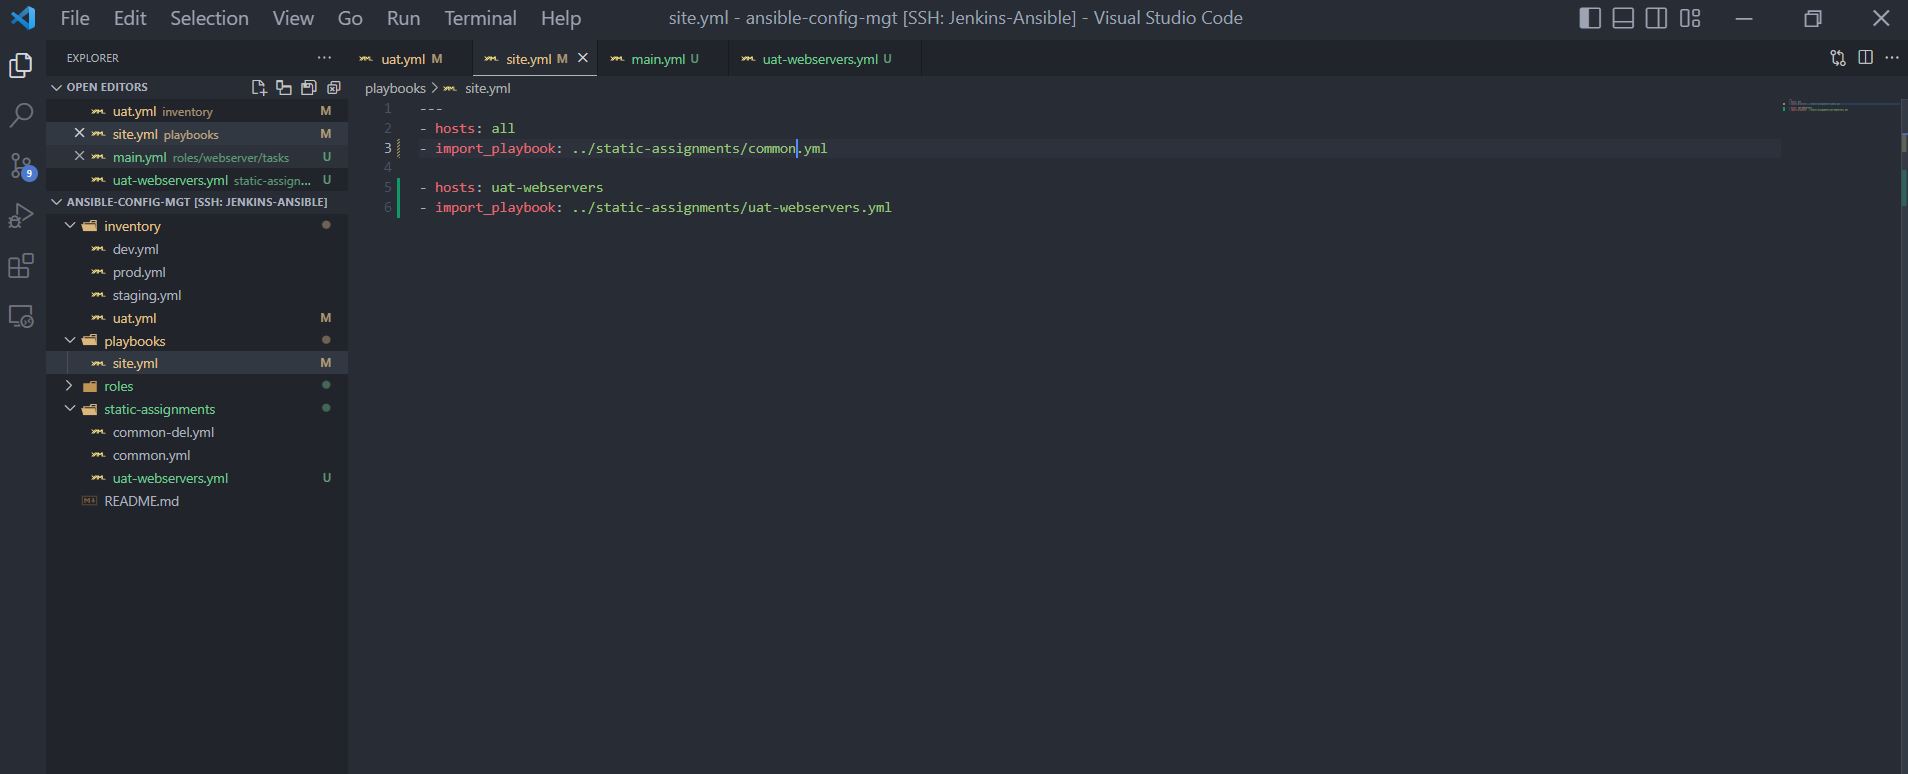 File Edit Selection View Go Run Terminal Help site.yml - ansible-config-mgt [SSH: Jenkins-Ansible] - Visual Studio Code
EXPLORER
uat.yml M site.yml M main.yml U uat-webservers.yml U
OPEN EDITORS
uat.yml inventory M
site.yml playbooks M
main.yml roles/webserver/tasks U
uat-webservers.yml static-assign... U
ANSIBLE-CONFIG-MGT [SSH: JENKINS-ANSIBLE]
inventory
dev.yml
prod.yml
staging.yml
uat.yml M
playbooks
site.yml M
roles
static-assignments
common-del.yml
common.yml
uat-webservers.yml U
README.md
9
playbooks > site.yml
1 ---
2 - hosts: all
3 - import_playbook: ../static-assignments/common.yml
4
5 - hosts: uat-webservers
6 - import_playbook: ../static-assignments/uat-webservers.yml